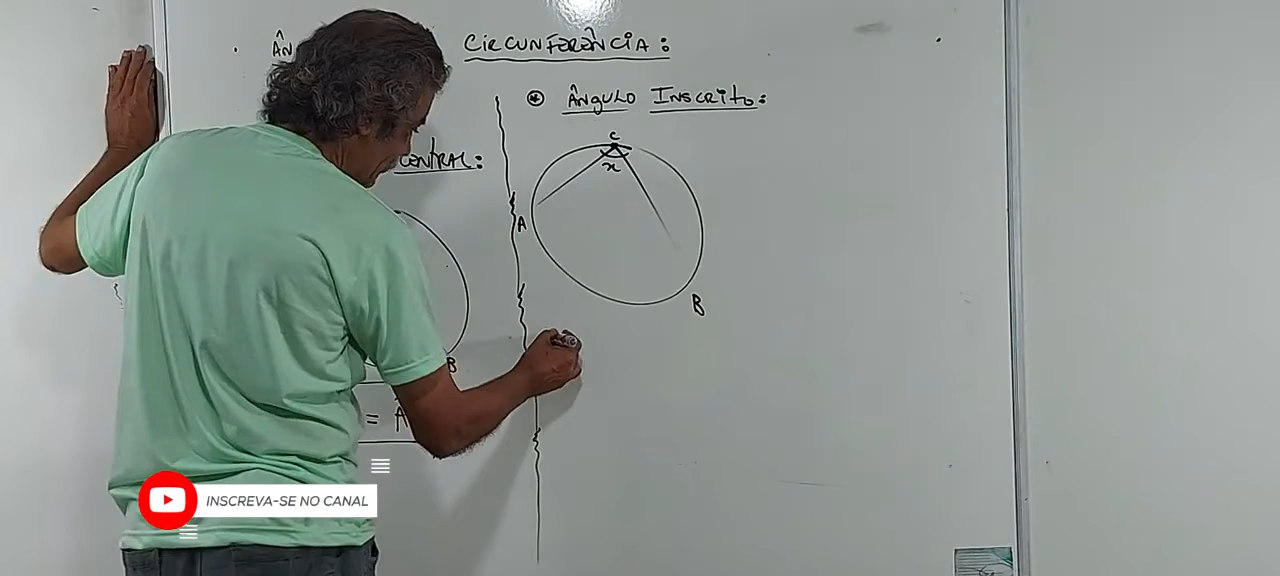 CIRCUNFERÊNCIA:
* ÂNGULO INSCRITO:
CENTRAL:
C
x
A
B
B
= A
INSCREVA-SE NO CANAL